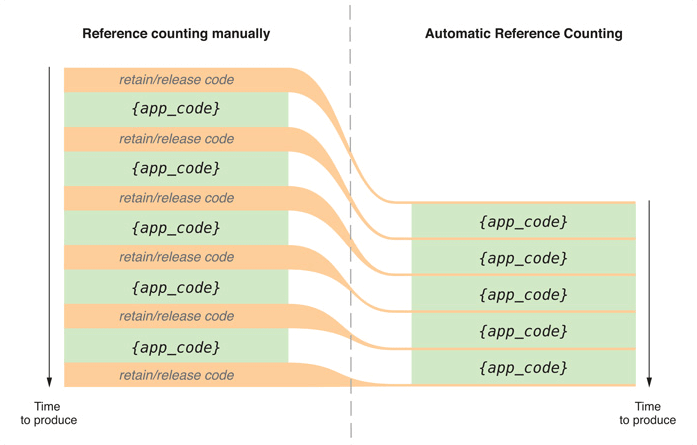 Reference counting manually
retain/release code
{app_code}
retain/release code
{app_code}
retain/release code
{app_code}
retain/release code
{app_code}
retain/release code
{app_code}
retain/release code
Time
to produce
Automatic Reference Counting
{app_code}
{app_code}
{app_code}
{app_code}
{app_code}
Time
to produce